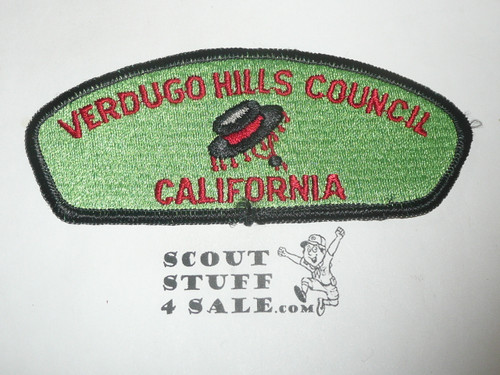 VERDUGO HILLS COUNCIL
CALIFORNIA
SCOUT
STUFF
4 SALE.COM